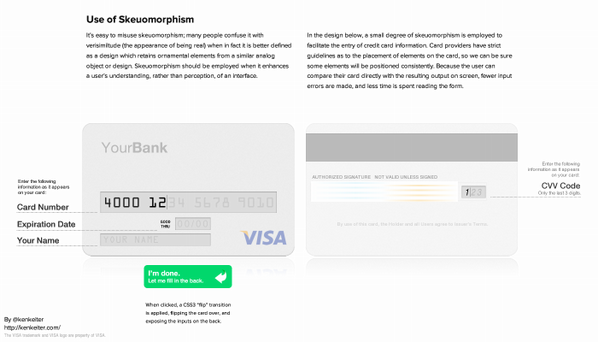 Use of Skeuomorphism
It's easy to misuse skeuomorphism; many people confuse it with
verisimilitude (the appearance of being real) when in fact it is better defined
as a design which retains ornamental elements from a similar analog
object or design. Skeuomorphism should be employed when it enhances
a user's understanding, rather than perception, of an interface.
In the design below, a small degree of skeuomorphism is employed to
facilitate the entry of credit card information. Card providers have strict
guidelines as to the placement of elements on the card, so we can be sure
some elements will be positioned consistently. Because the user can
compare their card directly with the resulting output on screen, fewer input
errors are made, and less time is spent reading the form.
YourBank
Enter the following
information as it appears
on your card:
Card Number
4000 1234 5678 9010
Expiration Date
GOOD
THRU
00/00
Your Name
YOUR NAME
VISA
I'm done.
Let me fill in the back.
When clicked, a CSS3 "flip" transition
is applied, flipping the card over, and
exposing the inputs on the back.
AUTHORIZED SIGNATURE NOT VALID UNLESS SIGNED
123
Enter the following
information as it appears
on your card:
CVV Code
Only the last 3 digits.
By @kenkeiter
http://kenkeiter.com/
The VISA trademark and VISA logo are property of VISA.